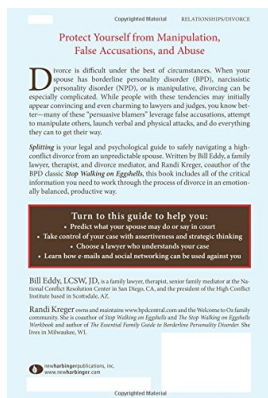 Copyrighted Material
RELATIONSHIPS/DIVORCE
Protect Yourself from Manipulation,
False Accusations, and Abuse
Divorce is difficult under the best of circumstances. When your
spouse has borderline personality disorder (BPD), narcissistic
personality disorder (NPD), or is manipulative, divorcing can be
especially complicated. While people with these tendencies may initially
appear convincing and even charming to lawyers and judges, you know bet-
ter—many of these “persuasive blamers” leverage false accusations, attempt
to manipulate others, launch verbal and physical attacks, and do everything
they can to get their way.
Splitting is your legal and psychological guide to safely navigating a high-
conflict divorce from an unpredictable spouse. Written by Bill Eddy, a family
lawyer, therapist, and divorce mediator, and Randi Kreger, coauthor of the
BPD classic Stop Walking on Eggshells, this book includes all of the critical
information you need to work through the process of divorce in an emotion-
ally balanced, productive way.
Turn to this guide to help you:
• Predict what your spouse may do or say in court
• Take control of your case with assertiveness and strategic thinking
• Choose a lawyer who understands your case
• Learn how e-mails and social networking can be used against you
Bill Eddy, LCSW, JD, is a family lawyer, therapist, senior family mediator at the Na-
tional Conflict Resolution Center in San Diego, CA, and the president of the High Conflict
Institute based in Scottsdale, AZ.
Randi Kreger owns and maintains www.bpdcentral.com and the Welcome to Oz family
community. She is coauthor of Stop Walking on Eggshells and The Stop Walking on Eggshells
Workbook and author of The Essential Family Guide to Borderline Personality Disorder. She
lives in Milwaukee, WI.
newharbingerpublications, inc.
www.newharbinger.com
Copyrighted Material